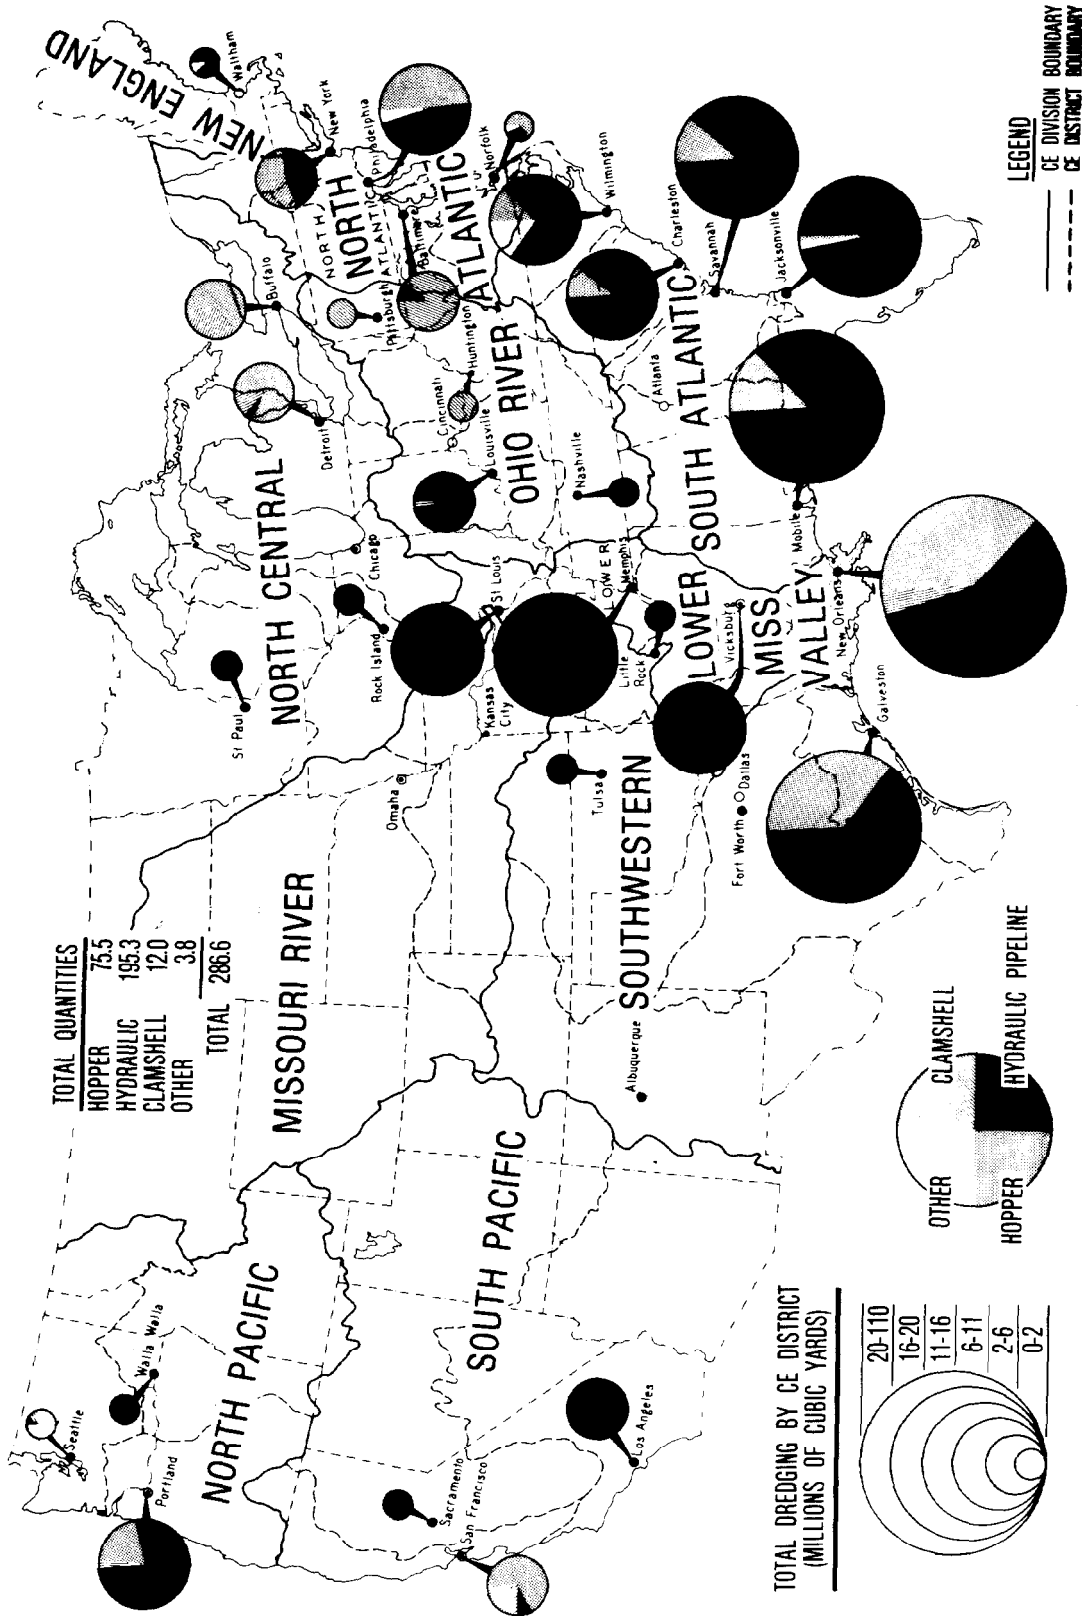 TOTAL QUANTITIES
HOPPER 75.5
HYDRAULIC 195.3
CLAMSHELL 12.0
OTHER 3.8
TOTAL 286.6
NEW ENGLAND
NORTH ATLANTIC
NORTH
ATLANTIC
NORTH CENTRAL
OHIO RIVER
SOUTH ATLANTIC
LOWER
MISS
VALLEY
LOWER
MISSOURI RIVER
SOUTHWESTERN
NORTH PACIFIC
SOUTH PACIFIC
Seattle
Walla Walla
Portland
Sacramento
San Francisco
Los Angeles
Albuquerque
Omaha
Kansas
City
Tulsa
Fort Worth
Dallas
Galveston
New Orleans
Vicksburg
Little
Rock
Memphis
St Louis
Rock Island
St Paul
Chicago
Detroit
Buffalo
Pittsburgh
Huntington
Cincinnati
Louisville
Nashville
Atlanta
Mobile
Jacksonville
Savannah
Charleston
Wilmington
Norfolk
Baltimore
Philadelphia
New York
Waltham
TOTAL DREDGING BY CE DISTRICT
(MILLIONS OF CUBIC YARDS)
20-110
16-20
11-16
6-11
2-6
0-2
OTHER
CLAMSHELL
HOPPER
HYDRAULIC PIPELINE
LEGEND
CE DIVISION BOUNDARY
CE DISTRICT BOUNDARY